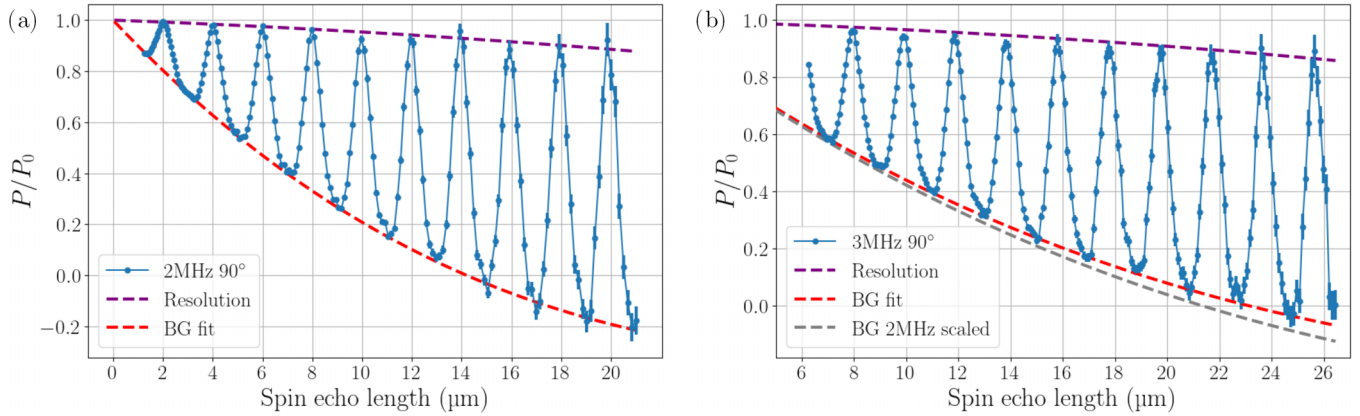 (a)
P/P₀
1.0
0.8
0.6
0.4
0.2
0.0
−0.2
2MHz 90°
Resolution
BG fit
0 2 4 6 8 10 12 14 16 18 20
Spin echo length (µm)
(b)
P/P₀
1.0
0.8
0.6
0.4
0.2
0.0
3MHz 90°
Resolution
BG fit
BG 2MHz scaled
6 8 10 12 14 16 18 20 22 24 26
Spin echo length (µm)